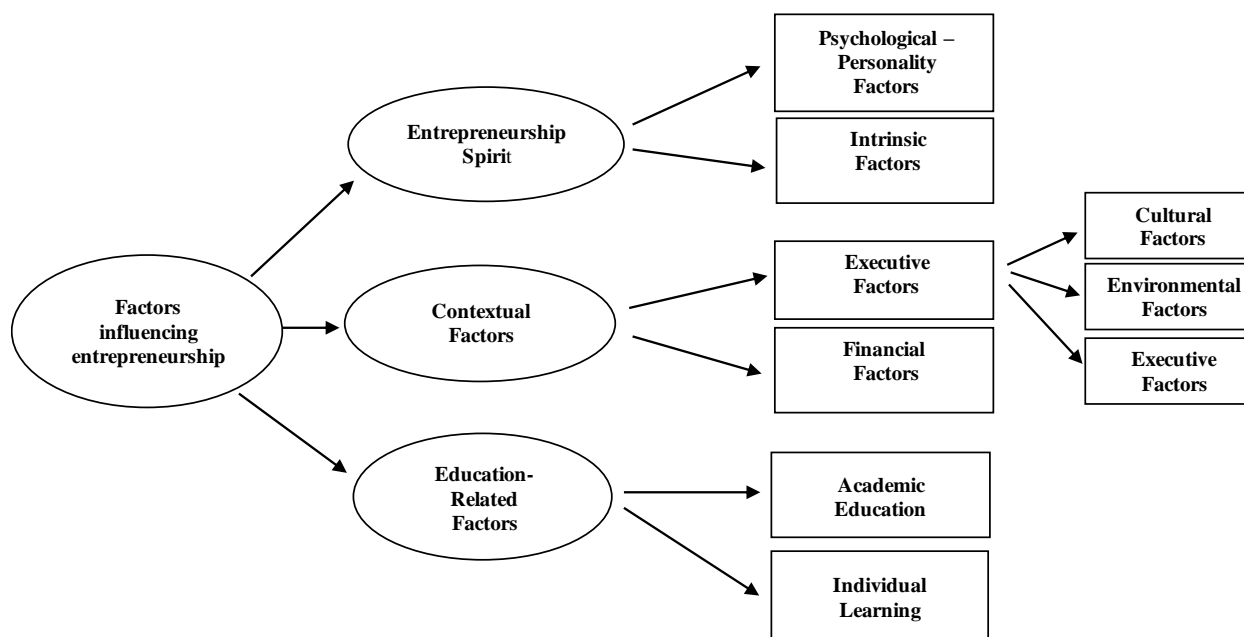 Factors
influencing
entrepreneurship
Entrepreneurship
Spirit
Psychological –
Personality
Factors
Intrinsic
Factors
Contextual
Factors
Executive
Factors
Cultural
Factors
Environmental
Factors
Executive
Factors
Financial
Factors
Education-
Related
Factors
Academic
Education
Individual
Learning